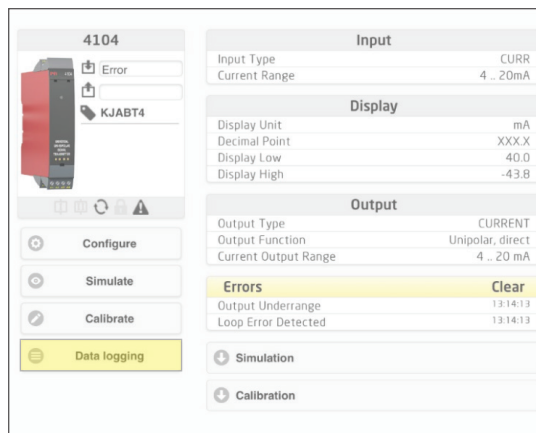 4104
Error
KJABT4
Configure
Simulate
Calibrate
Data logging
Input
Input Type CURR
Current Range 4 .. 20mA
Display
Display Unit mA
Decimal Point XXX.X
Display Low 40.0
Display High -43.8
Output
Output Type CURRENT
Output Function Unipolar, direct
Current Output Range 4 .. 20 mA
Errors Clear
Output Underrange 13:14:13
Loop Error Detected 13:14:13
Simulation
Calibration